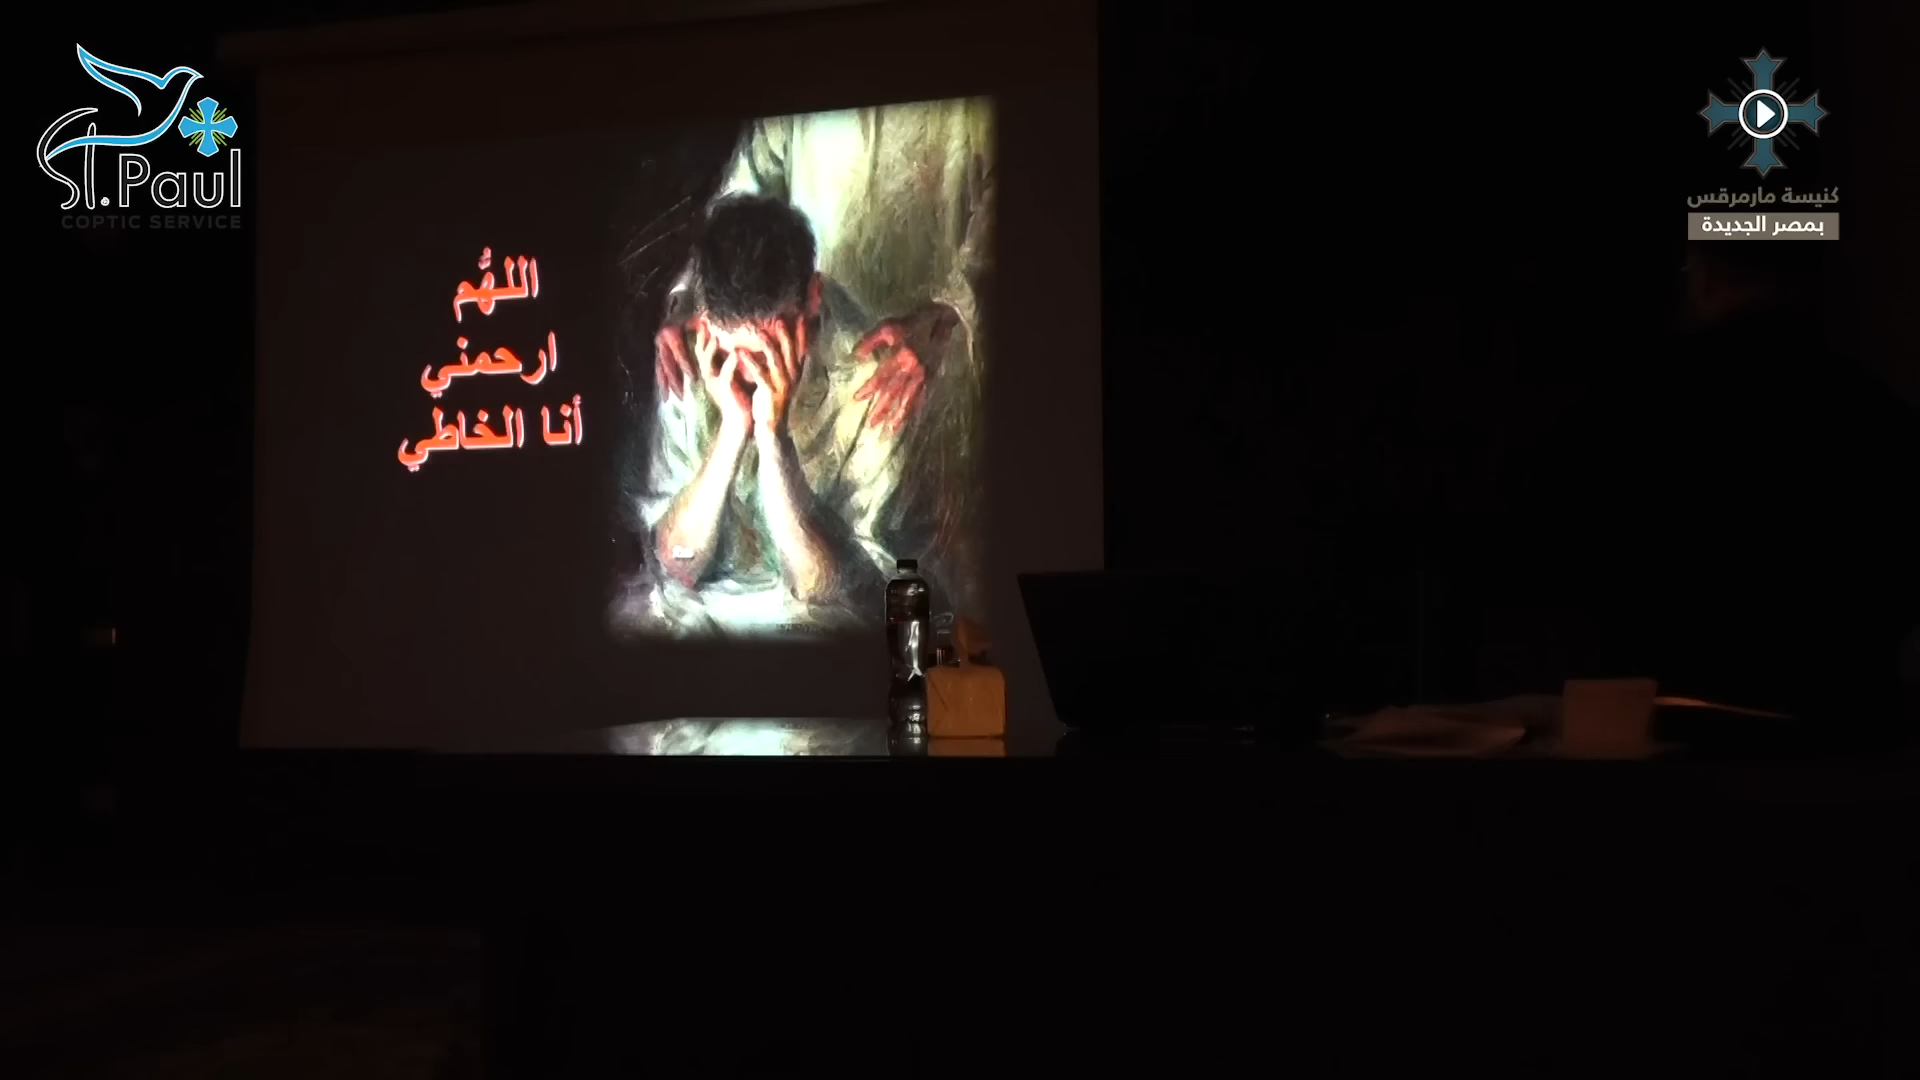 St. Paul
COPTIC SERVICE
كنيسة مارمرقس
بمصر الجديدة
اللهُّم
ارحمني
أنا الخاطي